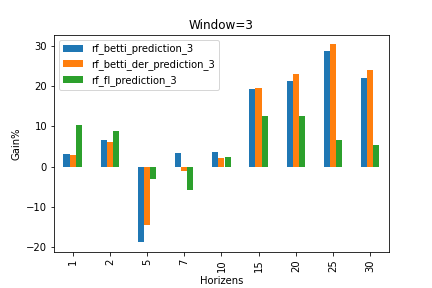 Window=3
rf_betti_prediction_3
rf_betti_der_prediction_3
rf_fl_prediction_3
Gain%
30
20
10
0
−10
−20
1 2 5 7 10 15 20 25 30
Horizens